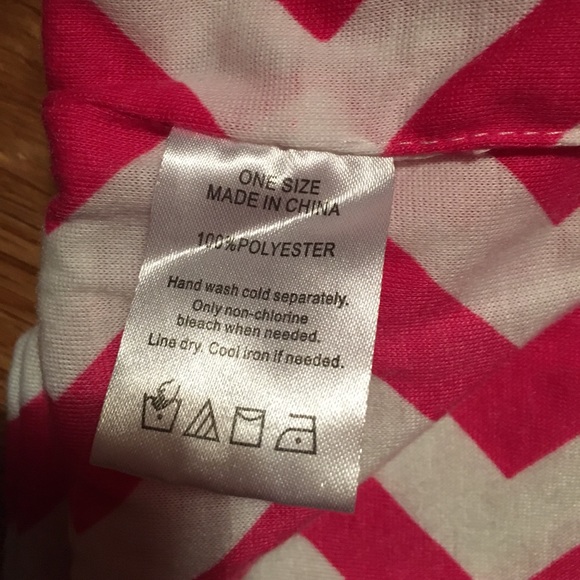 ONE SIZE
MADE IN CHINA
100%POLYESTER
Hand wash cold separately.
Only non-chlorine
bleach when needed.
Line dry. Cool iron if needed.